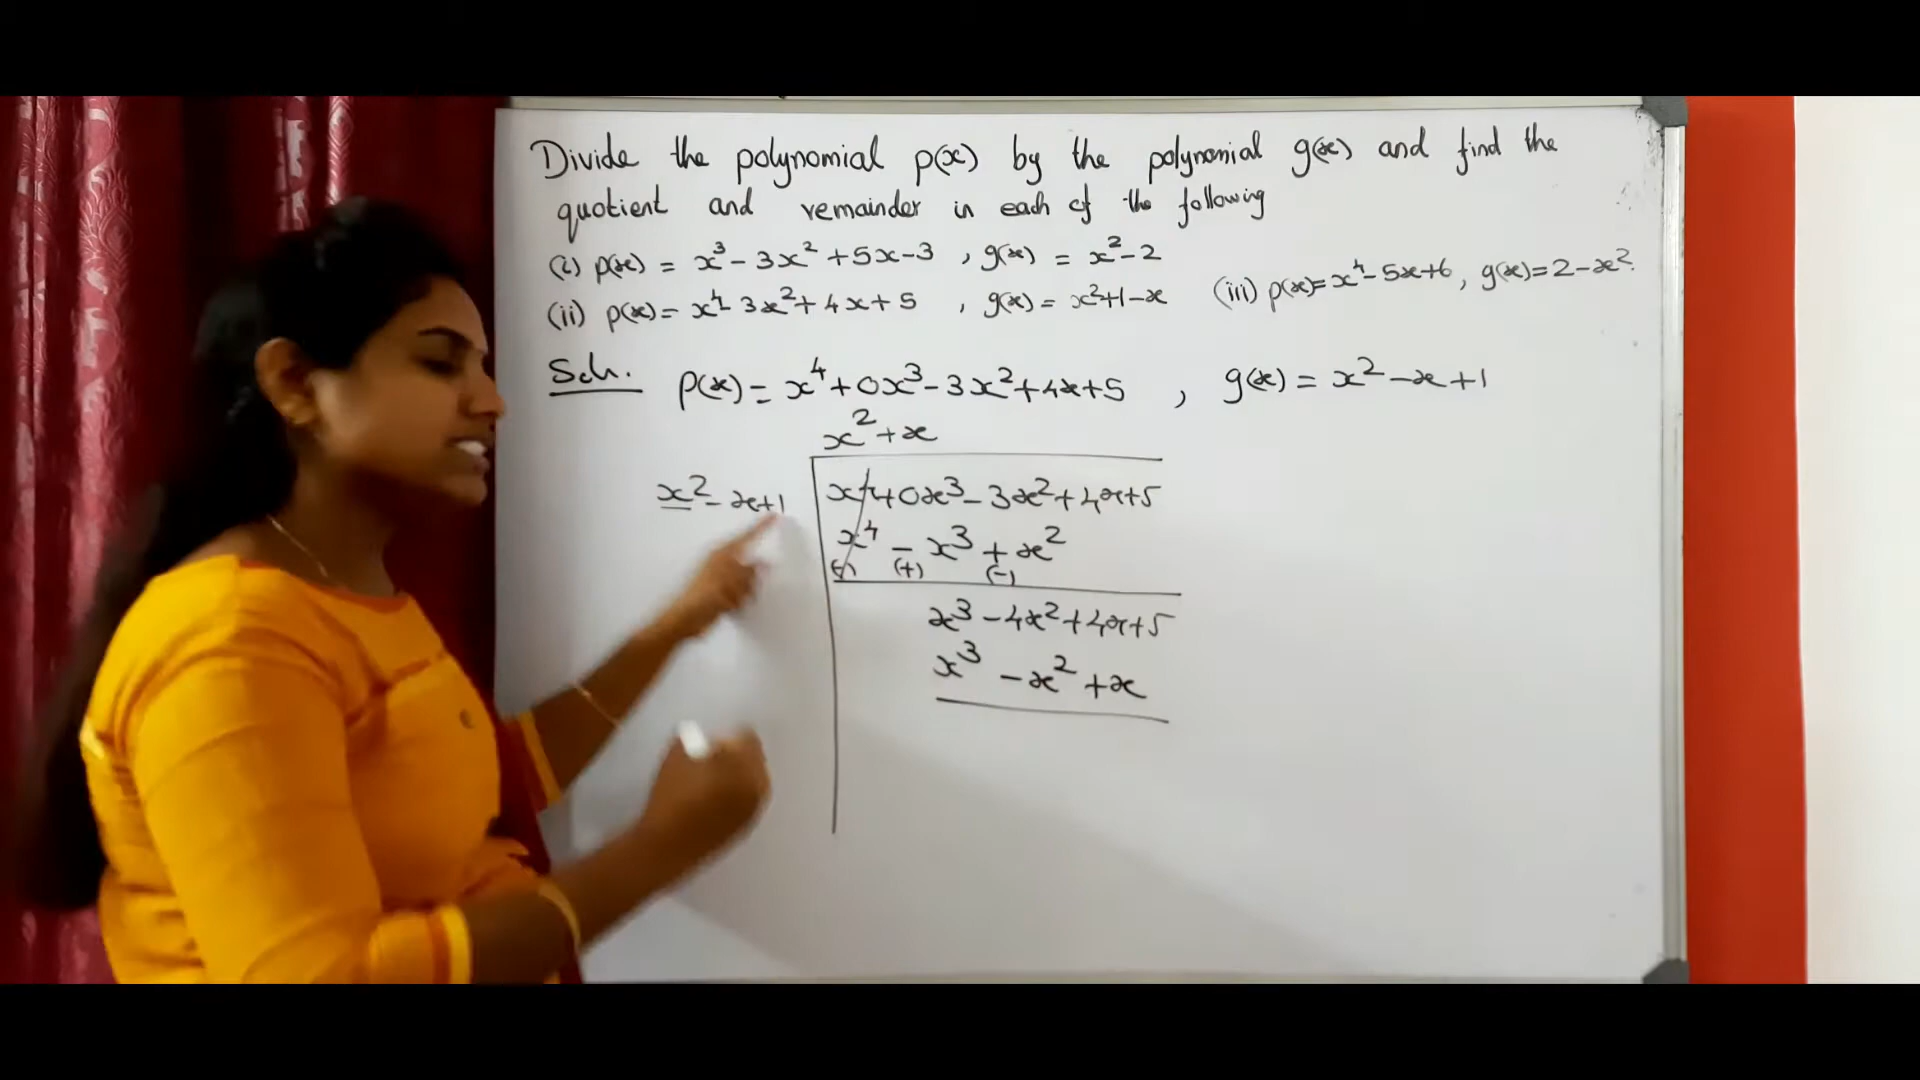 Divide the polynomial p(x) by the polynomial g(x) and find the
quotient and remainder in each of the following
(i) p(x) = x³ - 3x² + 5x - 3 , g(x) = x² - 2
(ii) p(x) = x⁴ - 3x² + 4x + 5 , g(x) = x² + 1 - x
(iii) p(x) = x⁴ - 5x + 6 , g(x) = 2 - x².
Soln.
p(x) = x⁴ + 0x³ - 3x² + 4x + 5 , g(x) = x² - x + 1
x² + x
x² - x + 1
x⁴ + 0x³ - 3x² + 4x + 5
x⁴ - x³ + x²
(-) (+) (-)
x³ - 4x² + 4x + 5
x³ - x² + x